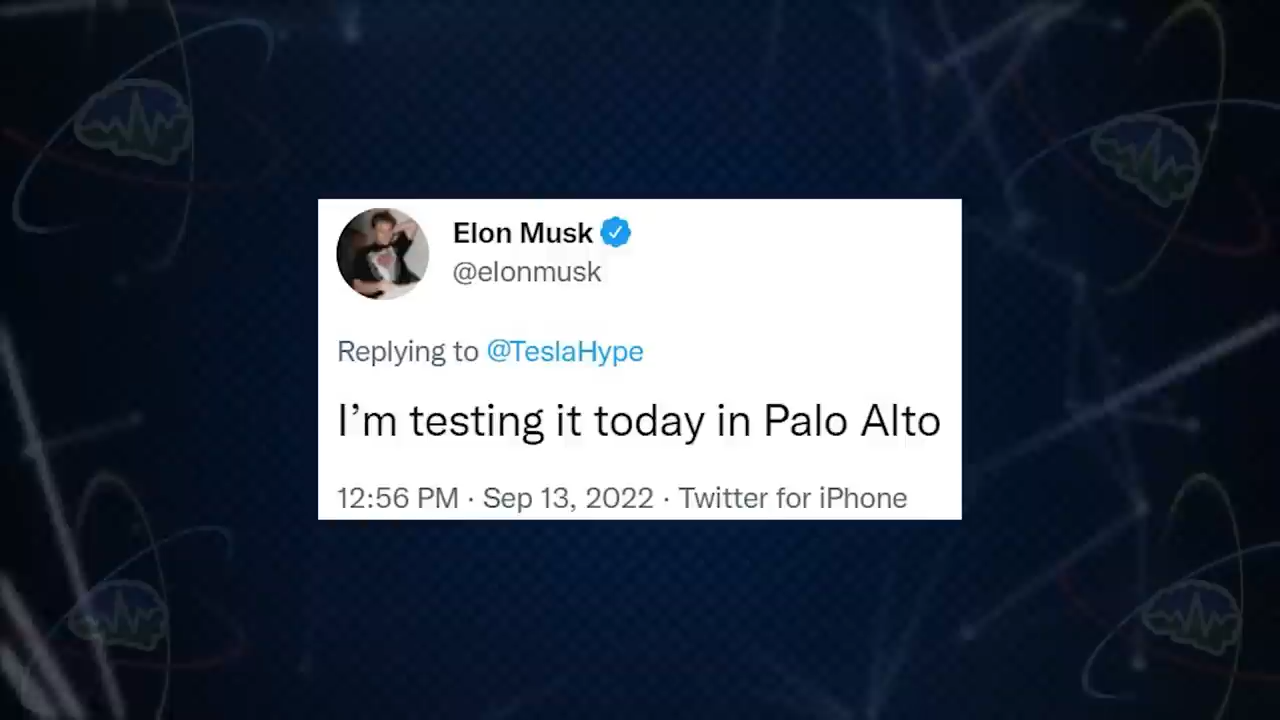 Elon Musk
@elonmusk
Replying to @TeslaHype
I’m testing it today in Palo Alto
12:56 PM · Sep 13, 2022 · Twitter for iPhone